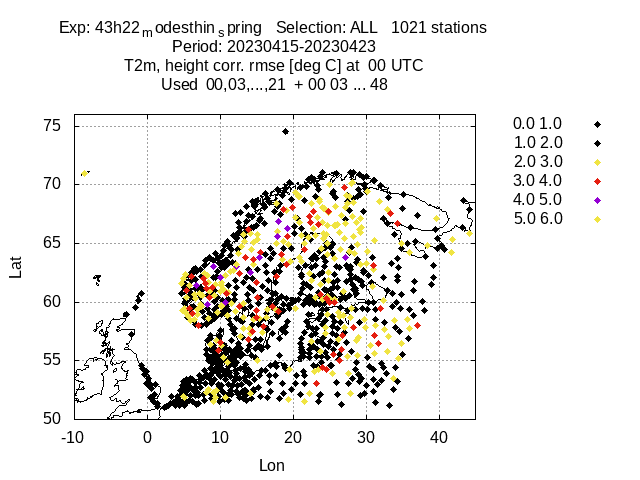 Exp: 43h22modesthinspring Selection: ALL 1021 stations
Period: 20230415-20230423
T2m, height corr. rmse [deg C] at 00 UTC
Used 00,03,...,21 + 00 03 ... 48
0.0 1.0
1.0 2.0
2.0 3.0
3.0 4.0
4.0 5.0
5.0 6.0
75
70
65
60
55
50
Lat
-10 0 10 20 30 40
Lon